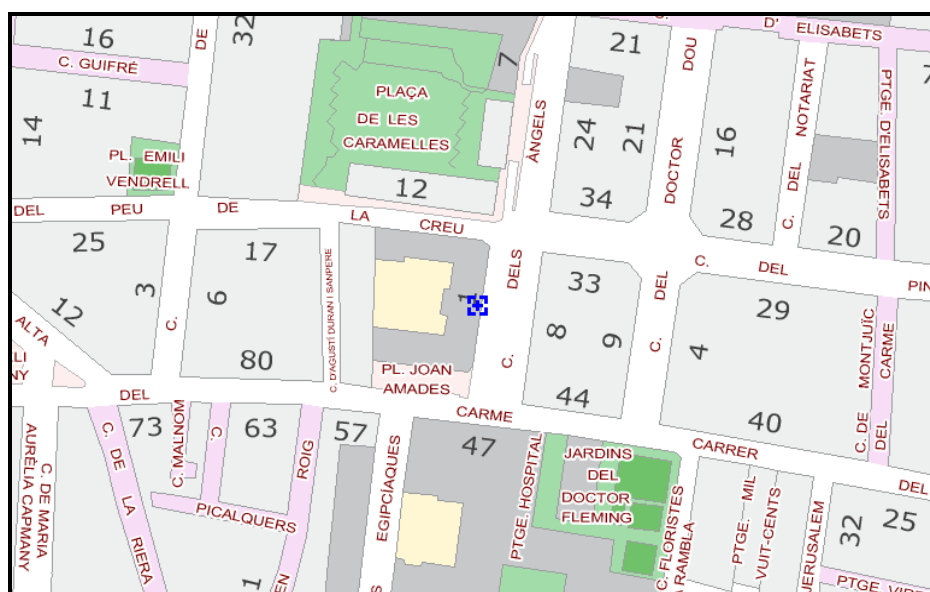 16
DE
32
7
21
DOU
D'
ELISABETS
C. GUIFRÉ
11
14
PLAÇA
DE LES
CARAMELLES
ÀNGELS
24
21
16
NOTARIAT
DEL
C.
PTGE. D'ELISABETS
7
PL. EMILI
VENDRELL
12
34
DOCTOR
28
20
DEL
PEU
DE
LA
CREU
25
17
3
6
12
80
C.
C. D'AGUSTÍ DURAN I SANPERE
DELS
C.
1
33
8
9
DEL
C.
C.
DEL
PIN
29
4
40
C. DE MONTJUÏC
DEL CARME
ALTA
LI
NY
PL. JOAN
AMADES
44
DEL
CARME
CARRER
DEL
73
C. MALNOM
C.
63
ROIG
57
EGIPCÍAQUES
47
PTGE. HOSPITAL
JARDINS
DEL
DOCTOR
FLEMING
C. FLORISTES
RAMBLA
PTGE. MIL
VUIT-CENTS
JERUSALEM
32
25
PTGE. VIR
C. DE MARIA
AURÈLIA CAPMANY
C. DE LA RIERA
PICALQUERS
1
EN
S